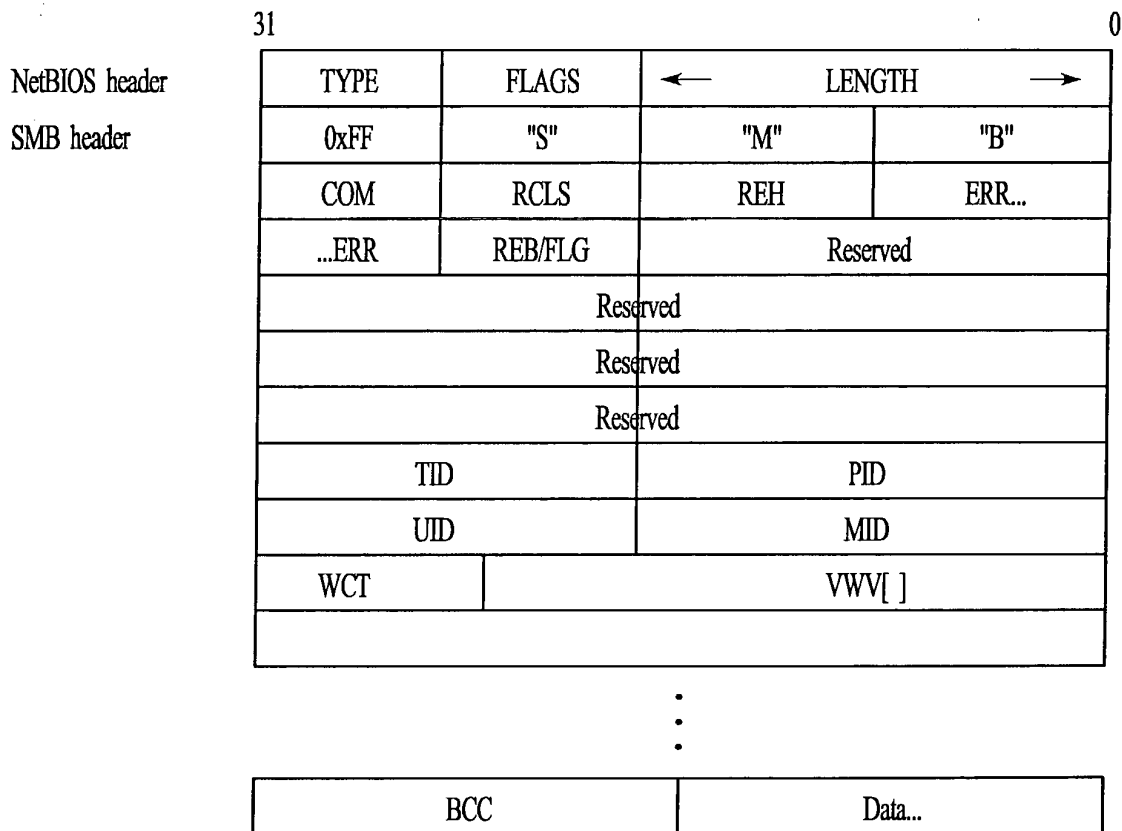 31 0
NetBIOS header TYPE FLAGS LENGTH
SMB header 0xFF "S" "M" "B"
COM RCLS REH ERR...
...ERR REB/FLG Reserved
Reserved
Reserved
Reserved
TID PID
UID MID
WCT VWV[ ]
BCC Data...